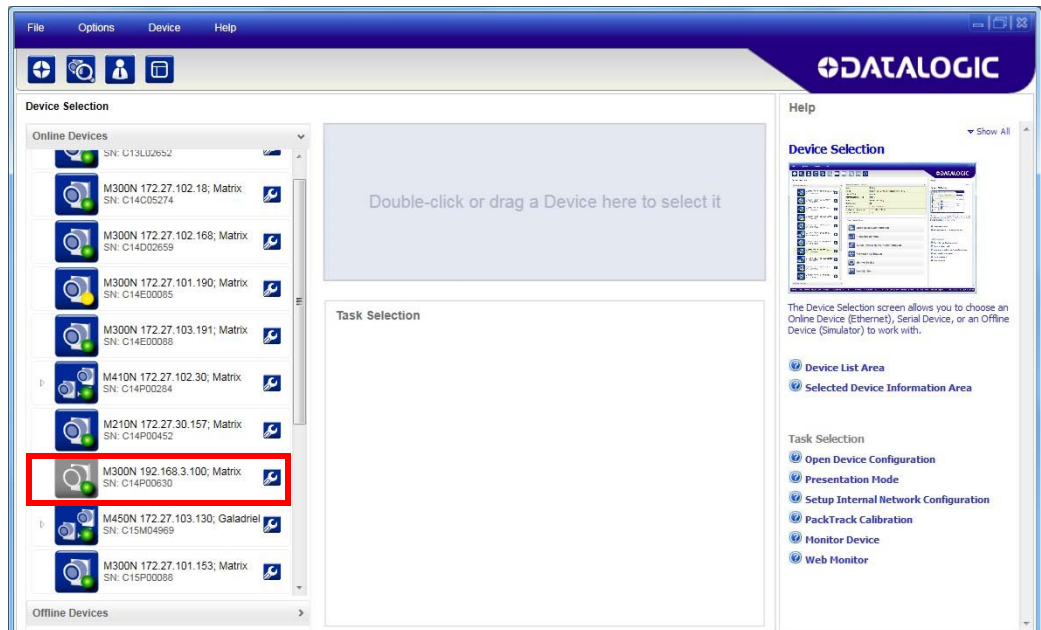 File Options Device Help
DATALOGIC
Device Selection
Online Devices
SN: C13L02652
M300N 172.27.102.18; Matrix
SN: C14C05274
M300N 172.27.102.168; Matrix
SN: C14D02659
M300N 172.27.101.190; Matrix
SN: C14E00085
M300N 172.27.103.191; Matrix
SN: C14E00088
M410N 172.27.102.30; Matrix
SN: C14P00284
M210N 172.27.30.157; Matrix
SN: C14P00452
M300N 192.168.3.100; Matrix
SN: C14P00630
M450N 172.27.103.130; Galadriel
SN: C15M04969
M300N 172.27.101.153; Matrix
SN: C15P00088
Offline Devices
Double-click or drag a Device here to select it
Task Selection
Help
Show All
Device Selection
The Device Selection screen allows you to choose an
Online Device (Ethernet), Serial Device, or an Offline
Device (Simulator) to work with.
Device List Area
Selected Device Information Area
Task Selection
Open Device Configuration
Presentation Mode
Setup Internal Network Configuration
PackTrack Calibration
Monitor Device
Web Monitor